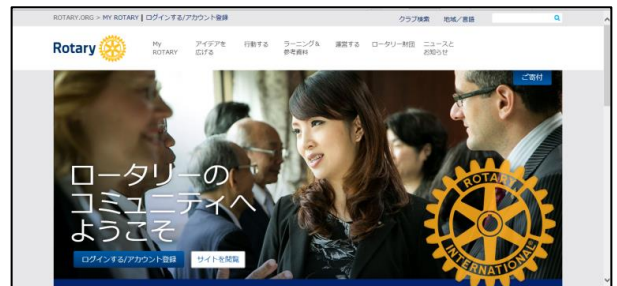 ROTARY.ORG > MY ROTARY | ログインする/アカウント登録
クラブ検索 地域/言語
Rotary
My ROTARY
アイデアを広げる
行動する
ラーニング&参考資料
運営する
ロータリー財団
ニュースとお知らせ
ご寄付
ロータリーの
コミュニティへ
ようこそ
ログインする/アカウント登録
サイトを閲覧
ROTARY
INTERNATIONAL